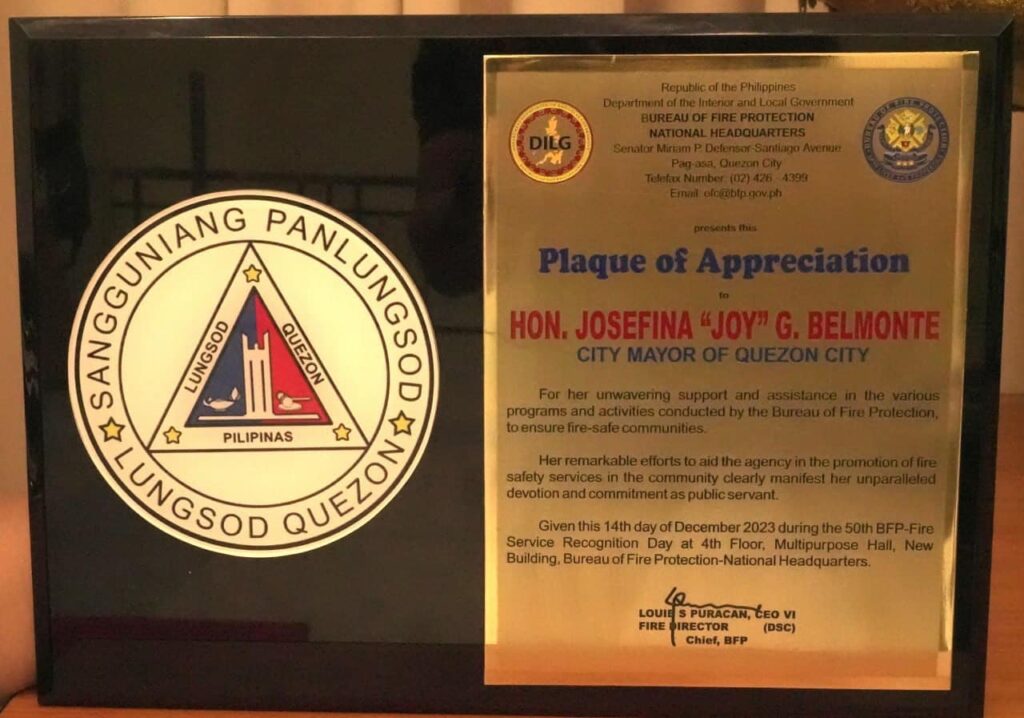 SANGGUNIANG PANLUNGSOD
LUNGSOD QUEZON
LUNGSOD
QUEZON
PILIPINAS
Republic of the Philippines
Department of the Interior and Local Government
BUREAU OF FIRE PROTECTION
NATIONAL HEADQUARTERS
Senator Miriam P. Defensor-Santiago Avenue
Pag-asa, Quezon City
Telefax Number: (02) 426 - 4399
Email: ofc@bfp.gov.ph
DILG
BUREAU OF FIRE PROTECTION
presents this
Plaque of Appreciation
to
HON. JOSEFINA “JOY” G. BELMONTE
CITY MAYOR OF QUEZON CITY
For her unwavering support and assistance in the various
programs and activities conducted by the Bureau of Fire Protection,
to ensure fire-safe communities.
Her remarkable efforts to aid the agency in the promotion of fire
safety services in the community clearly manifest her unparalleled
devotion and commitment as public servant.
Given this 14th day of December 2023 during the 50th BFP-Fire
Service Recognition Day at 4th Floor, Multipurpose Hall, New
Building, Bureau of Fire Protection-National Headquarters.
LOUIE S PURACAN, CEO VI
FIRE DIRECTOR (DSC)
Chief, BFP